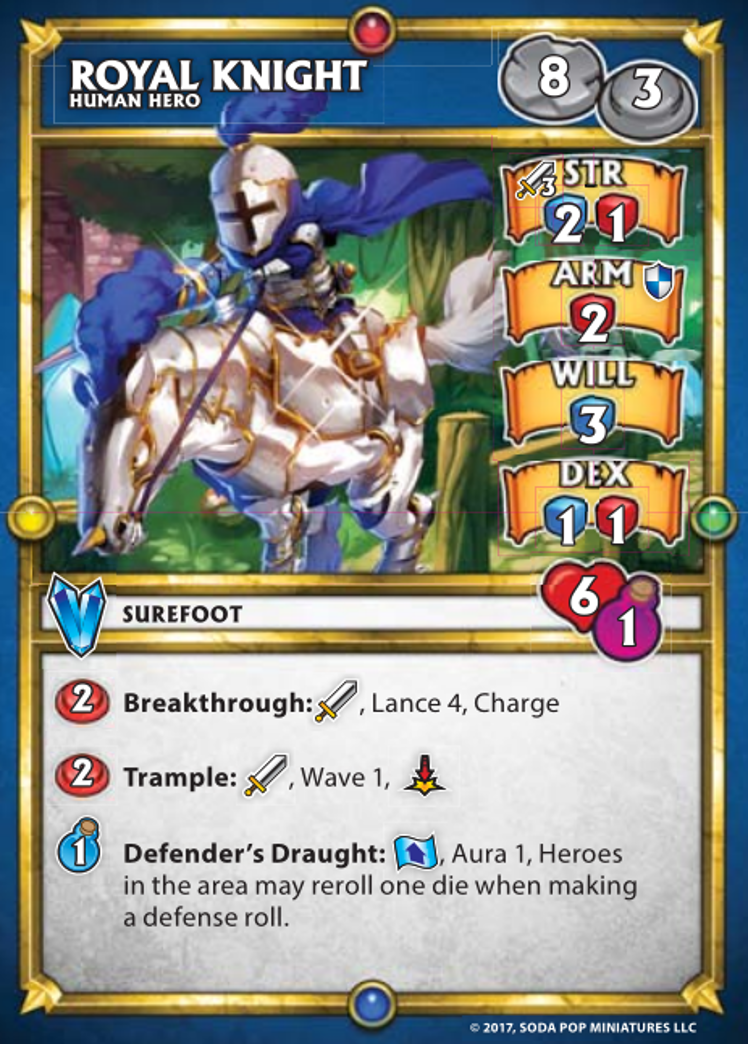 ROYAL KNIGHT
HUMAN HERO
8
3
STR
3
2 1
ARM
2
WILL
3
DEX
1 1
SUREFOOT
6
1
2 Breakthrough: , Lance 4, Charge
2 Trample: , Wave 1,
1 Defender's Draught: , Aura 1, Heroes
in the area may reroll one die when making
a defense roll.
© 2017, SODA POP MINIATURES LLC